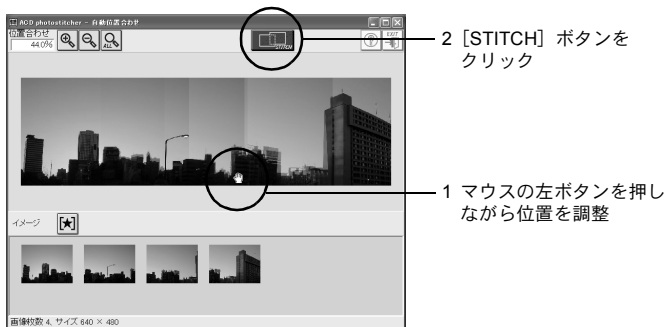 ACD photostitcher - 自動位置合わせ
位置合わせ
44.0%
ALL
STITCH
EXIT
2［STITCH］ボタンを
クリック
1 マウスの左ボタンを押し
ながら位置を調整
イメージ
画像枚数 4, サイズ 640 × 480